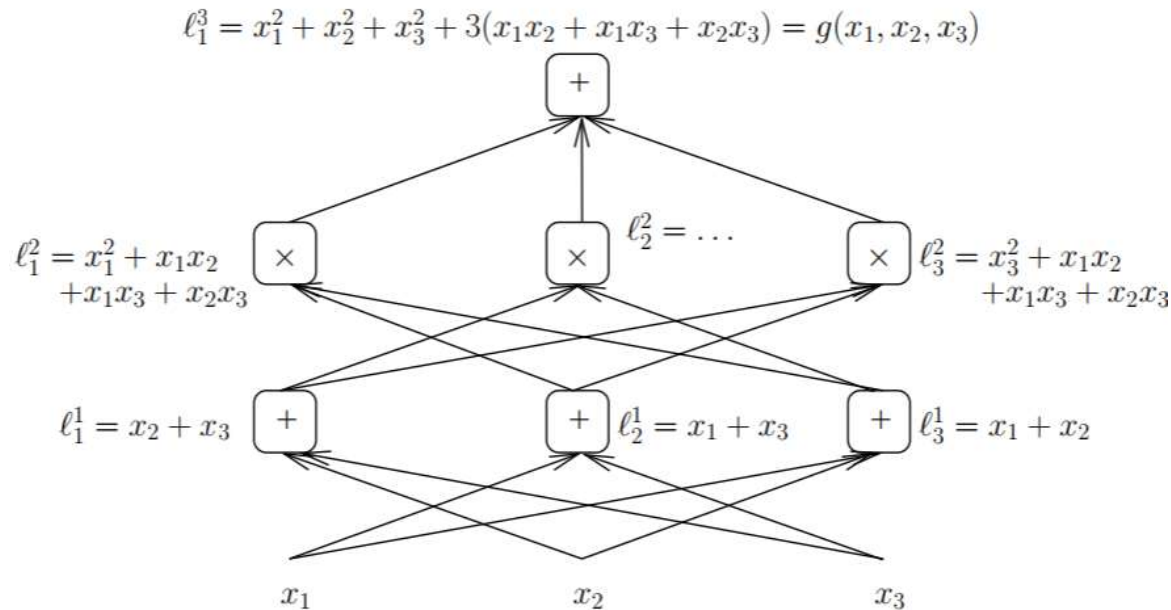 ℓ₁³ = x₁² + x₂² + x₃² + 3(x₁x₂ + x₁x₃ + x₂x₃) = g(x₁, x₂, x₃)
+
ℓ₁² = x₁² + x₁x₂
+x₁x₃ + x₂x₃
×
×
ℓ₂² = …
×
ℓ₃² = x₃² + x₁x₂
+x₁x₃ + x₂x₃
ℓ₁¹ = x₂ + x₃
+
+
ℓ₂¹ = x₁ + x₃
+
ℓ₃¹ = x₁ + x₂
x₁ x₂ x₃